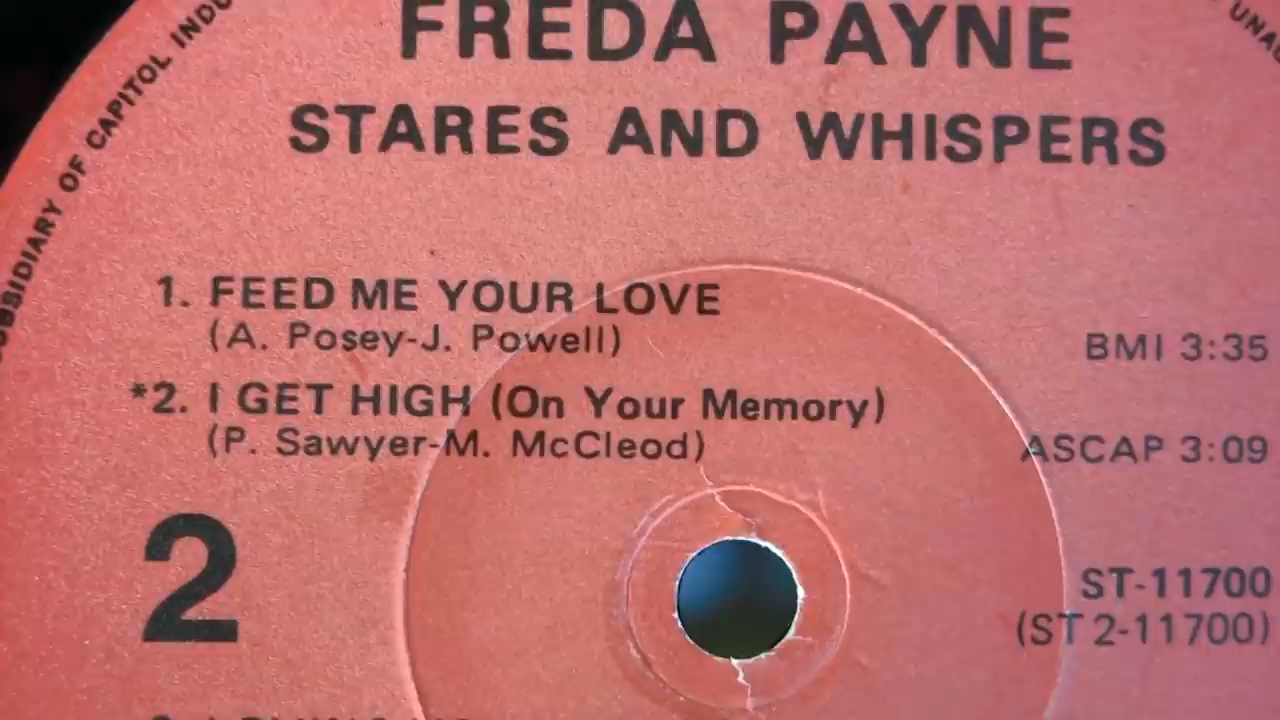 FREDA PAYNE
STARES AND WHISPERS
SUBSIDIARY OF CAPITOL INDU
UNA
1. FEED ME YOUR LOVE
(A. Posey-J. Powell)
BMI 3:35
*2. I GET HIGH (On Your Memory)
(P. Sawyer-M. McCleod)
ASCAP 3:09
2
ST-11700
(ST 2-11700)